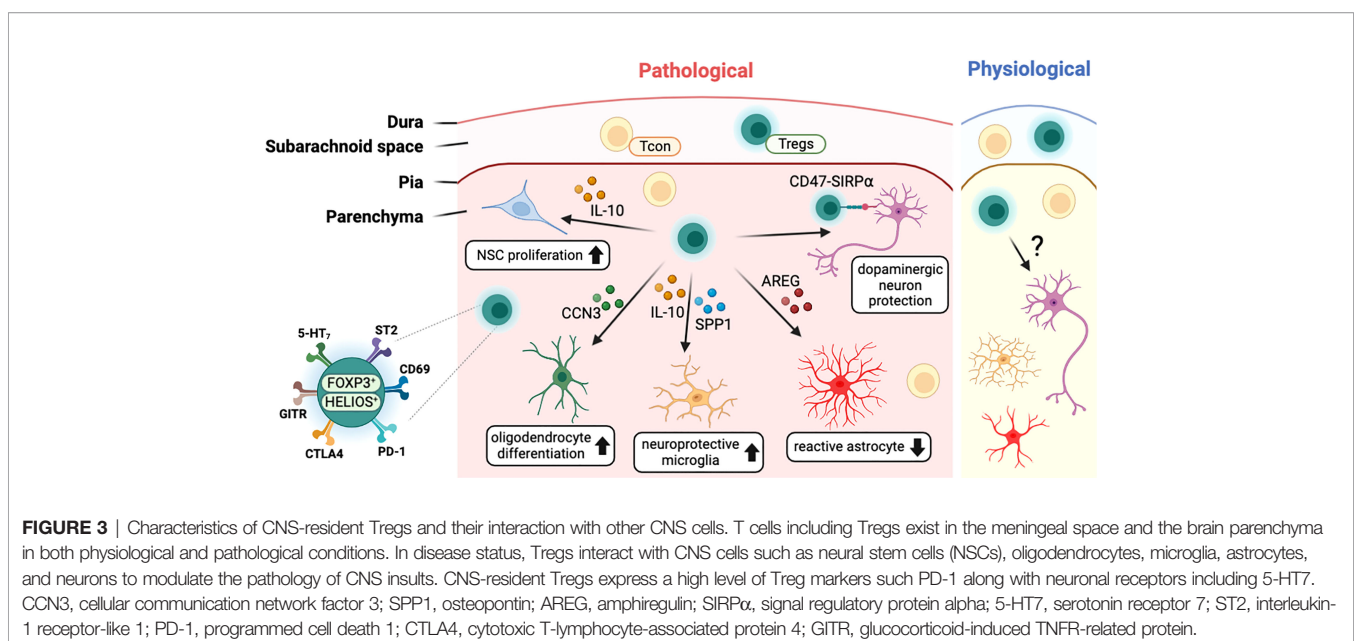 Pathological
Physiological
Dura
Subarachnoid space
Tcon
Tregs
Pia
Parenchyma
IL-10
CD47-SIRPα
NSC proliferation
dopaminergic
neuron
protection
?
CCN3
IL-10
SPP1
AREG
5-HT₇
ST2
CD69
FOXP3⁺
HELIOS⁺
GITR
CTLA4
PD-1
oligodendrocyte
differentiation
neuroprotective
microglia
reactive astrocyte
FIGURE 3 | Characteristics of CNS-resident Tregs and their interaction with other CNS cells. T cells including Tregs exist in the meningeal space and the brain parenchyma
in both physiological and pathological conditions. In disease status, Tregs interact with CNS cells such as neural stem cells (NSCs), oligodendrocytes, microglia, astrocytes,
and neurons to modulate the pathology of CNS insults. CNS-resident Tregs express a high level of Treg markers such PD-1 along with neuronal receptors including 5-HT7.
CCN3, cellular communication network factor 3; SPP1, osteopontin; AREG, amphiregulin; SIRPα, signal regulatory protein alpha; 5-HT7, serotonin receptor 7; ST2, interleukin-
1 receptor-like 1; PD-1, programmed cell death 1; CTLA4, cytotoxic T-lymphocyte-associated protein 4; GITR, glucocorticoid-induced TNFR-related protein.